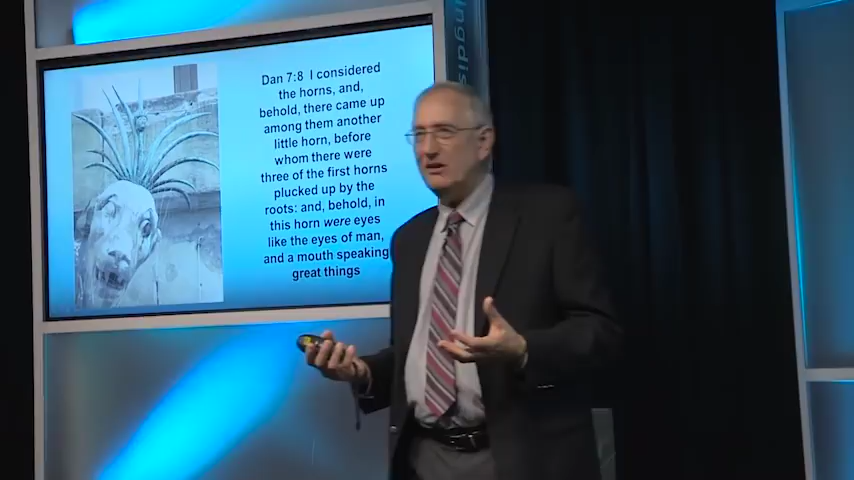 Dan 7:8 I considered
the horns, and,
behold, there came up
among them another
little horn, before
whom there were
three of the first horns
plucked up by the
roots: and, behold, in
this horn were eyes
like the eyes of man,
and a mouth speaking
great things
ingdis